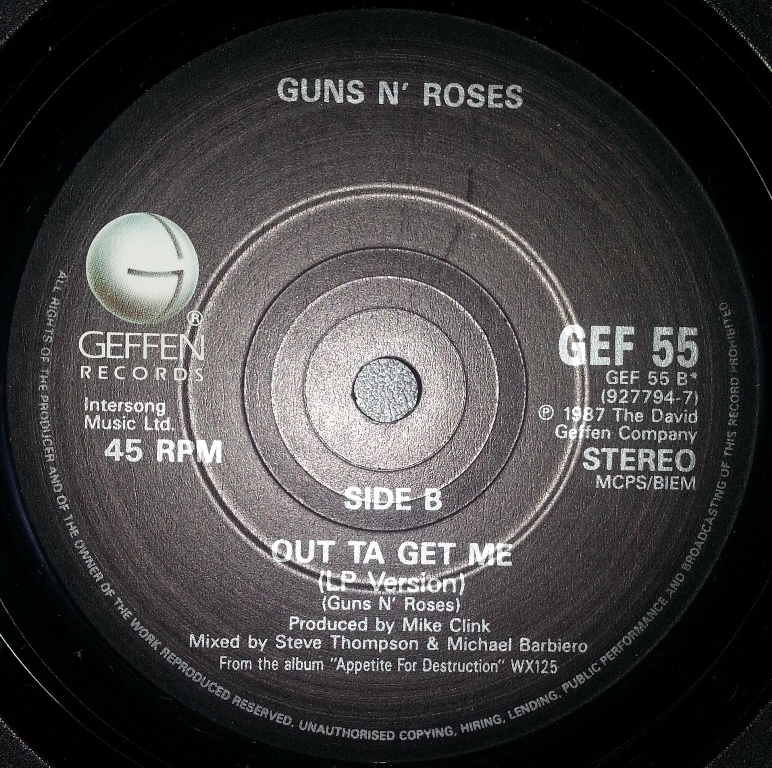 GUNS N' ROSES
G
®
GEFFEN
RECORDS
Intersong
Music Ltd.
45 RPM
GEF 55
GEF 55 B*
(927794-7)
℗ 1987 The David
Geffen Company
STEREO
MCPS/BIEM
SIDE B
OUT TA GET ME
(LP Version)
(Guns N' Roses)
Produced by Mike Clink
Mixed by Steve Thompson & Michael Barbiero
From the album "Appetite For Destruction" WX125
ALL RIGHTS OF THE PRODUCER AND OF THE OWNER OF THE WORK REPRODUCED RESERVED. UNAUTHORISED COPYING, HIRING, LENDING, PUBLIC PERFORMANCE AND BROADCASTING OF THIS RECORD PROHIBITED